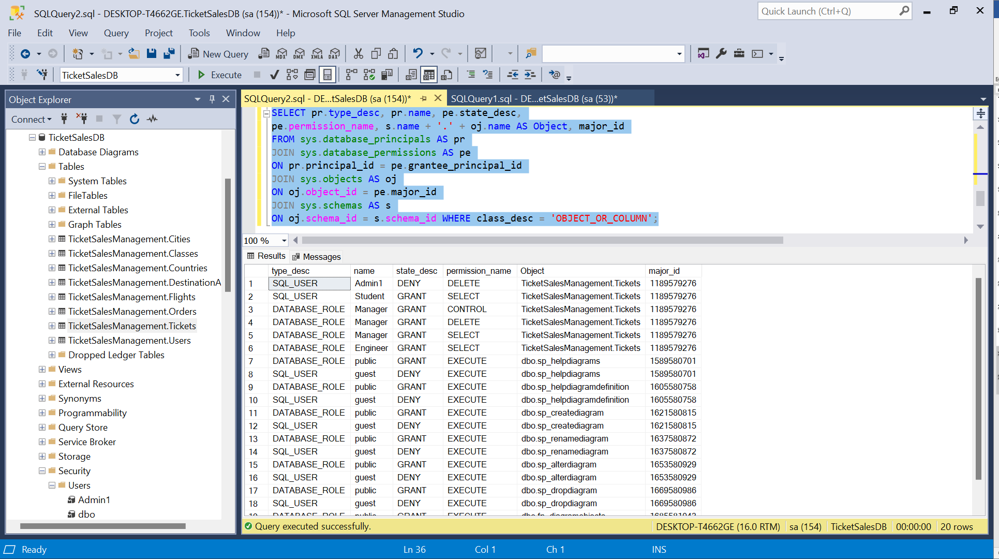 SQLQuery2.sql - DESKTOP-T4662GE.TicketSalesDB (sa (154))* - Microsoft SQL Server Management Studio
Quick Launch (Ctrl+Q)
File Edit View Query Project Tools Window Help
New Query MDX DMX XMLA DAX
TicketSalesDB Execute
Object Explorer
Connect
TicketSalesDB
Database Diagrams
Tables
System Tables
FileTables
External Tables
Graph Tables
TicketSalesManagement.Cities
TicketSalesManagement.Classes
TicketSalesManagement.Countries
TicketSalesManagement.DestinationA
TicketSalesManagement.Flights
TicketSalesManagement.Orders
TicketSalesManagement.Tickets
TicketSalesManagement.Users
Dropped Ledger Tables
Views
External Resources
Synonyms
Programmability
Query Store
Service Broker
Storage
Security
Users
Admin1
dbo
SQLQuery2.sql - DE...tSalesDB (sa (154))* SQLQuery1.sql - DE...etSalesDB (sa (53))*
SELECT pr.type_desc, pr.name, pe.state_desc,
pe.permission_name, s.name + '.' + oj.name AS Object, major_id
FROM sys.database_principals AS pr
JOIN sys.database_permissions AS pe
ON pr.principal_id = pe.grantee_principal_id
JOIN sys.objects AS oj
ON oj.object_id = pe.major_id
JOIN sys.schemas AS s
ON oj.schema_id = s.schema_id WHERE class_desc = 'OBJECT_OR_COLUMN';
100 %
Results Messages
type_desc name state_desc permission_name Object major_id
1 SQL_USER Admin1 DENY DELETE TicketSalesManagement.Tickets 1189579276
2 SQL_USER Student GRANT SELECT TicketSalesManagement.Tickets 1189579276
3 DATABASE_ROLE Manager GRANT CONTROL TicketSalesManagement.Tickets 1189579276
4 DATABASE_ROLE Manager GRANT DELETE TicketSalesManagement.Tickets 1189579276
5 DATABASE_ROLE Manager GRANT SELECT TicketSalesManagement.Tickets 1189579276
6 DATABASE_ROLE Engineer GRANT SELECT TicketSalesManagement.Tickets 1189579276
7 DATABASE_ROLE public GRANT EXECUTE dbo.sp_helpdiagrams 1589580701
8 SQL_USER guest DENY EXECUTE dbo.sp_helpdiagrams 1589580701
9 DATABASE_ROLE public GRANT EXECUTE dbo.sp_helpdiagramdefinition 1605580758
10 SQL_USER guest DENY EXECUTE dbo.sp_helpdiagramdefinition 1605580758
11 DATABASE_ROLE public GRANT EXECUTE dbo.sp_creatediagram 1621580815
12 SQL_USER guest DENY EXECUTE dbo.sp_creatediagram 1621580815
13 DATABASE_ROLE public GRANT EXECUTE dbo.sp_renamediagram 1637580872
14 SQL_USER guest DENY EXECUTE dbo.sp_renamediagram 1637580872
15 DATABASE_ROLE public GRANT EXECUTE dbo.sp_alterdiagram 1653580929
16 SQL_USER guest DENY EXECUTE dbo.sp_alterdiagram 1653580929
17 DATABASE_ROLE public GRANT EXECUTE dbo.sp_dropdiagram 1669580986
18 SQL_USER guest DENY EXECUTE dbo.sp_dropdiagram 1669580986
19 DATABASE_ROLE public GRANT EXECUTE dbo.fn_diagramobjects 1685581043
Query executed successfully. DESKTOP-T4662GE (16.0 RTM) sa (154) TicketSalesDB 00:00:00 20 rows
Ready Ln 36 Col 1 Ch 1 INS